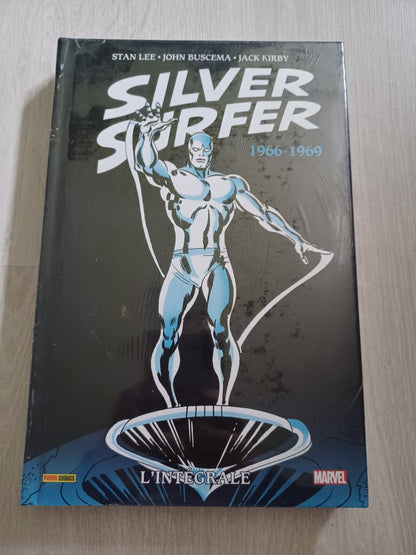 STAN LEE • JOHN BUSCEMA • JACK KIRBY
SILVER
SURFER
1966-1969
L'INTÉGRALE
PANINI COMICS
MARVEL